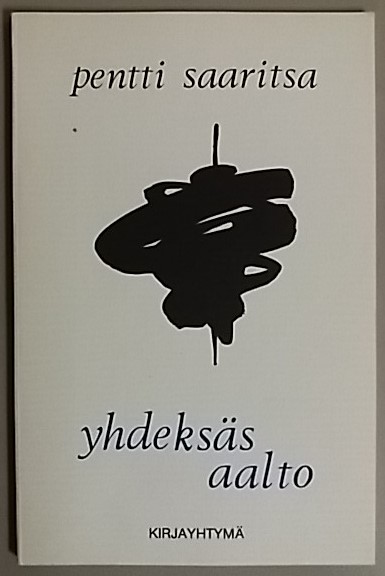 pentti saaritsa
yhdeksäs
aalto
KIRJAYHTYMÄ